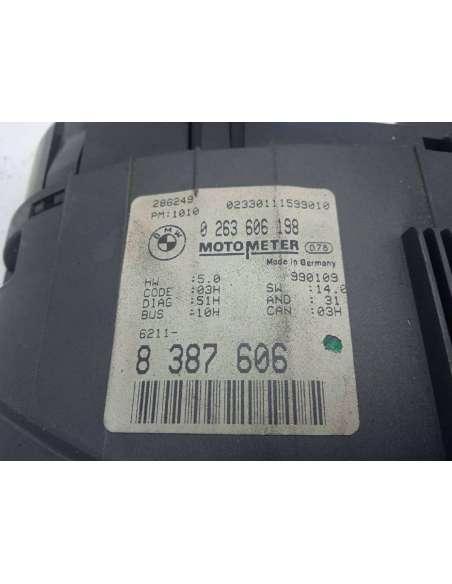 286249 02330111599010
PM:1010
BMW 0 263 606 198
MOTOMETER 078
Made in Germany
990109
HW :5.0 SW :14.0
CODE :03H AND : 31
DIAG :51H CAN :03H
BUS :10H
6211-
8 387 606